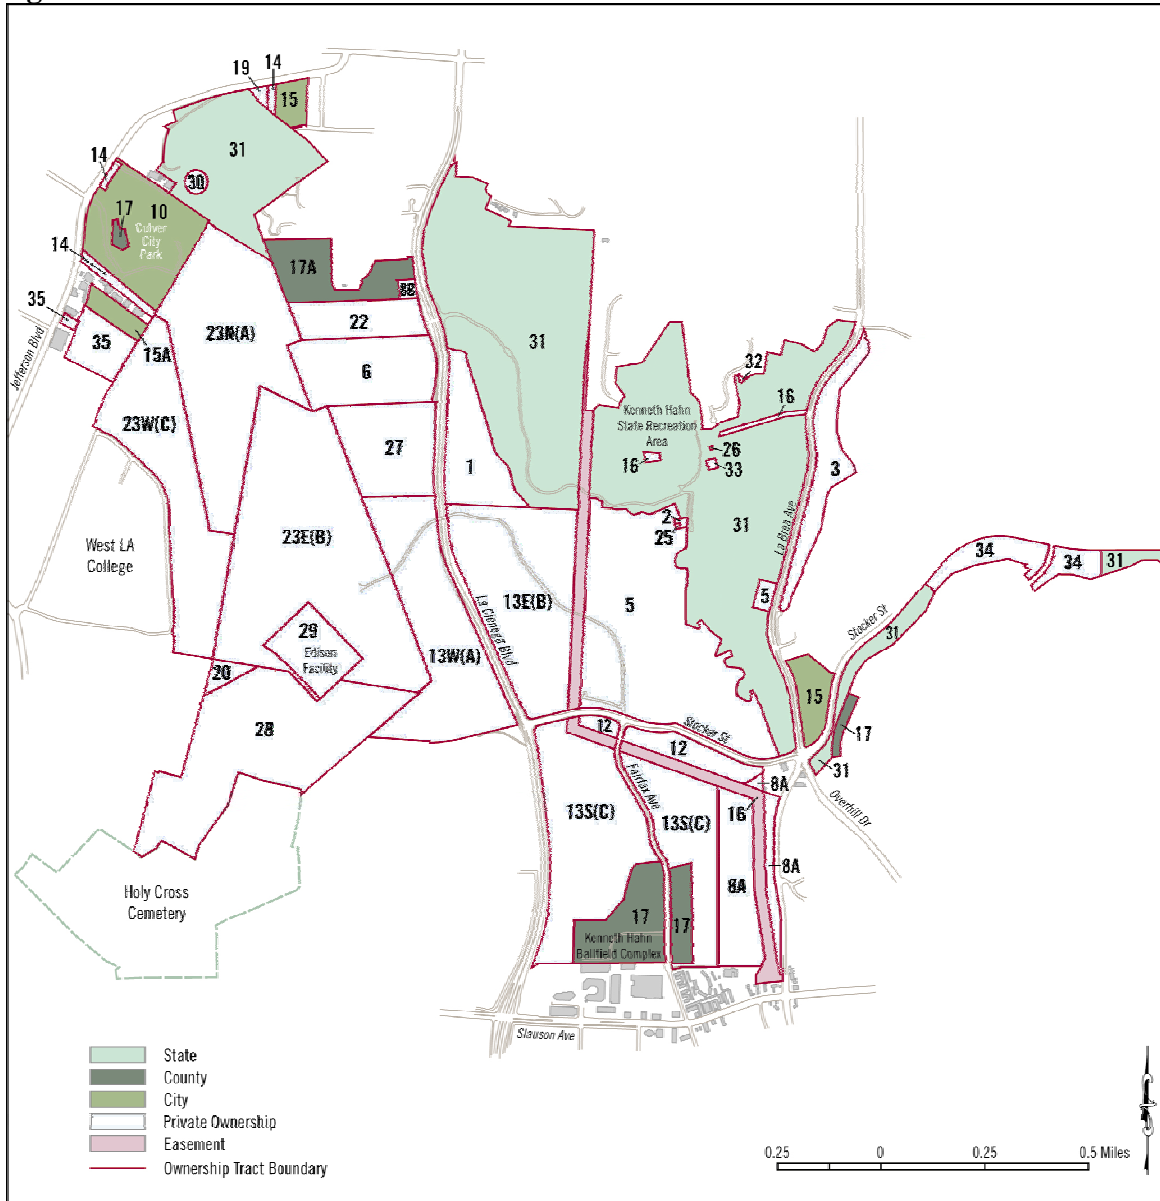 19
14
15
31
14
30
17
10
Culver
City
Park
14
17A
88
35
22
23N(A)
31
35
15A
6
32
Jefferson Blvd
16
Kenneth Hahn
State Recreation
Area
23W(C)
27
26
16
33
1
3
2
31
25
La Brea Ave
West LA
College
23E(B)
34
34
31
5
La Cienega Blvd
13E(B)
5
Stocker St
31
29
Edison
Facility
13W(A)
20
15
28
12
Stocker St
17
12
31
8A
Fairfax Ave
13S(C)
13S(C)
16
Overhill Dr
8A
8A
Holy Cross
Cemetery
17
17
Kenneth Hahn
Ballfield Complex
Slauson Ave
State
County
City
Private Ownership
Easement
Ownership Tract Boundary
0.25
0
0.25
0.5 Miles